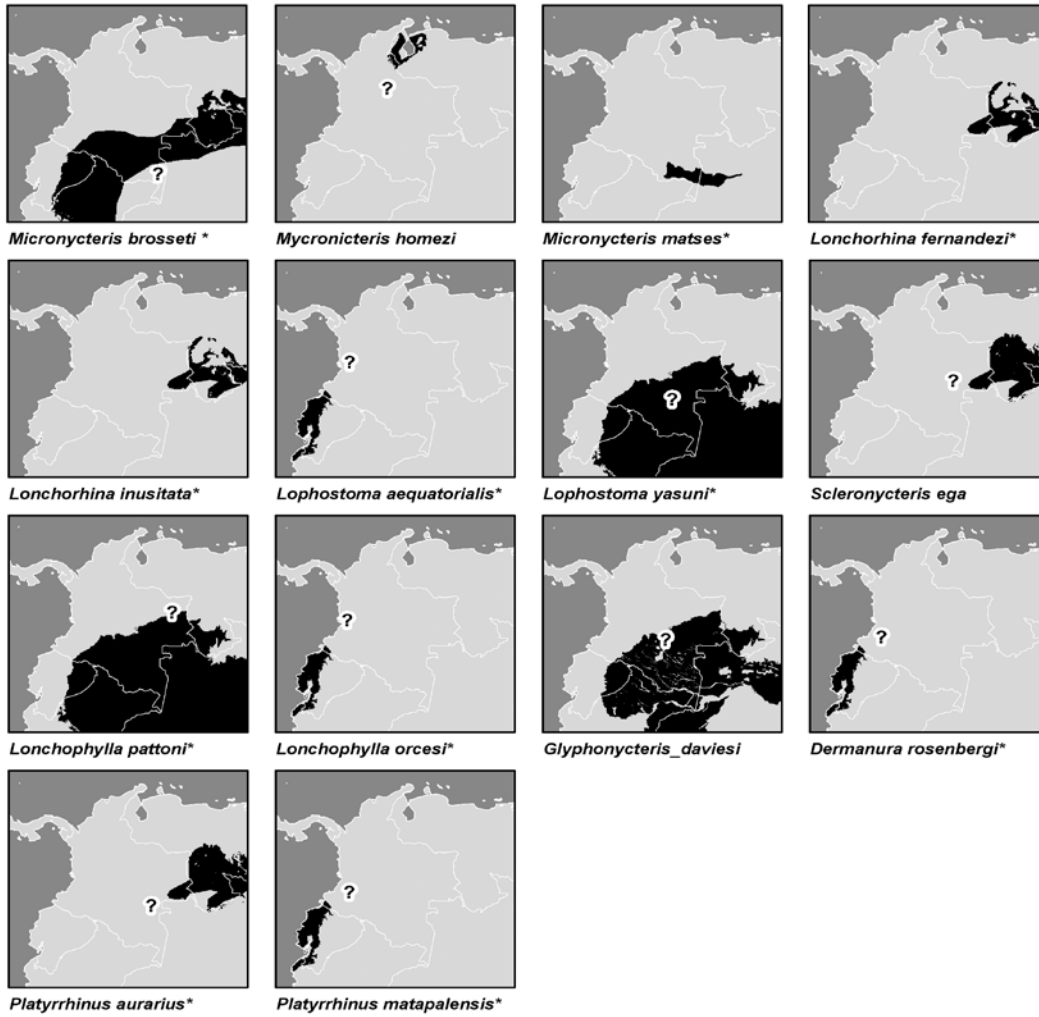 ?
?
Micronycteris brosseti *
Mycronicteris homezi
Micronycteris matses*
Lonchorhina fernandezi*
?
?
?
Lonchorhina inusitata*
Lophostoma aequatorialis*
Lophostoma yasuni*
Scleronycteris ega
?
?
?
?
Lonchophylla pattoni*
Lonchophylla orcesi*
Glyphonycteris_daviesi
Dermanura rosenbergi*
?
?
Platyrrhinus aurarius*
Platyrrhinus matapalensis*